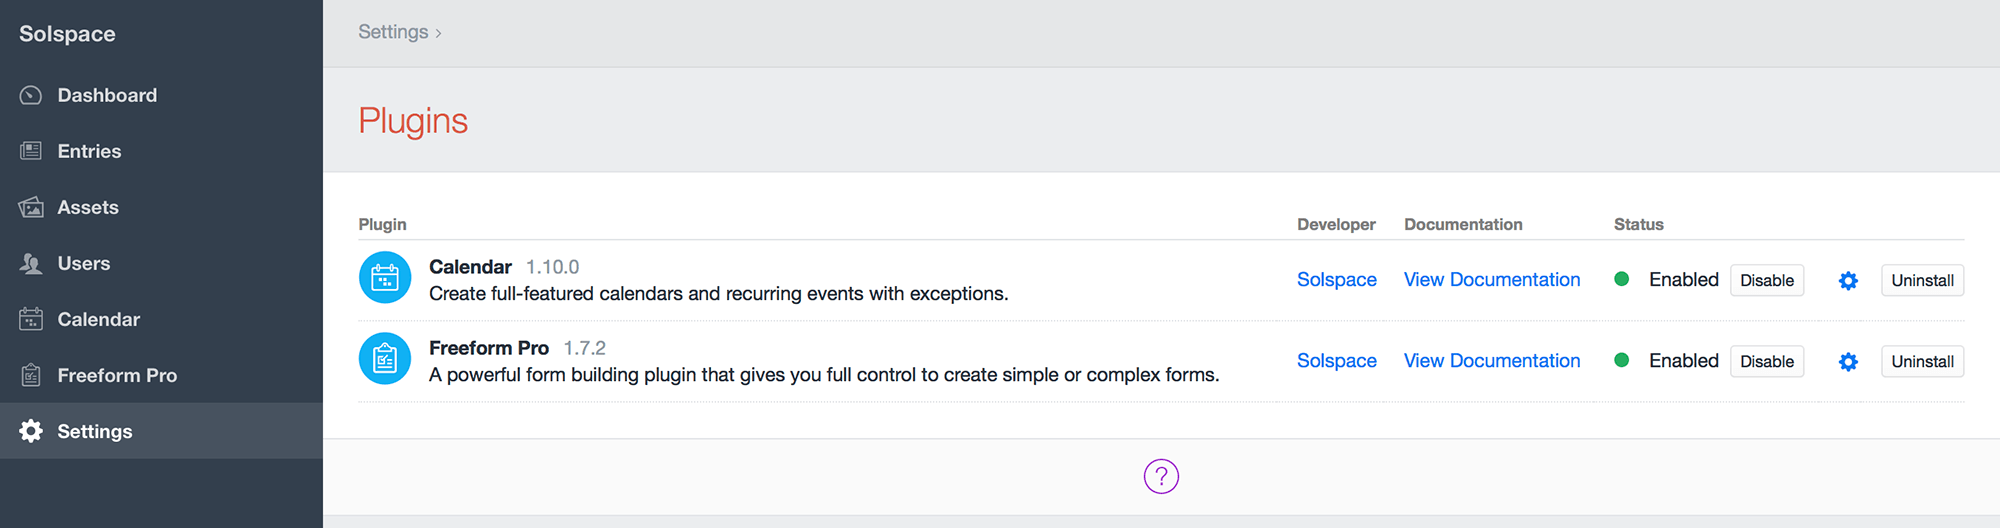 Solspace
Dashboard
Entries
Assets
Users
Calendar
Freeform Pro
Settings
Settings ›
Plugins
Plugin Developer Documentation Status
Calendar 1.10.0
Create full-featured calendars and recurring events with exceptions.
Solspace View Documentation Enabled Disable Uninstall
Freeform Pro 1.7.2
A powerful form building plugin that gives you full control to create simple or complex forms.
Solspace View Documentation Enabled Disable Uninstall
?